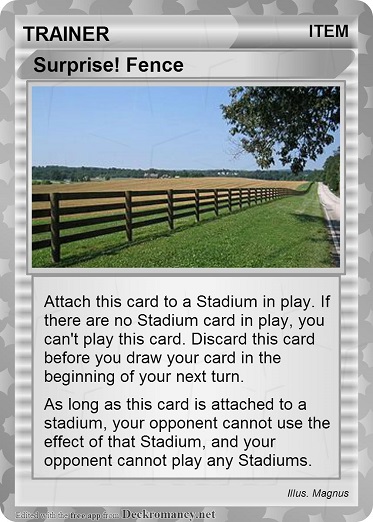 TRAINER
ITEM
Surprise! Fence
Attach this card to a Stadium in play. If
there are no Stadium card in play, you
can't play this card. Discard this card
before you draw your card in the
beginning of your next turn.
As long as this card is attached to a
stadium, your opponent cannot use the
effect of that Stadium, and your
opponent cannot play any Stadiums.
Illus. Magnus
Edited with the free app from Deckromancy.net